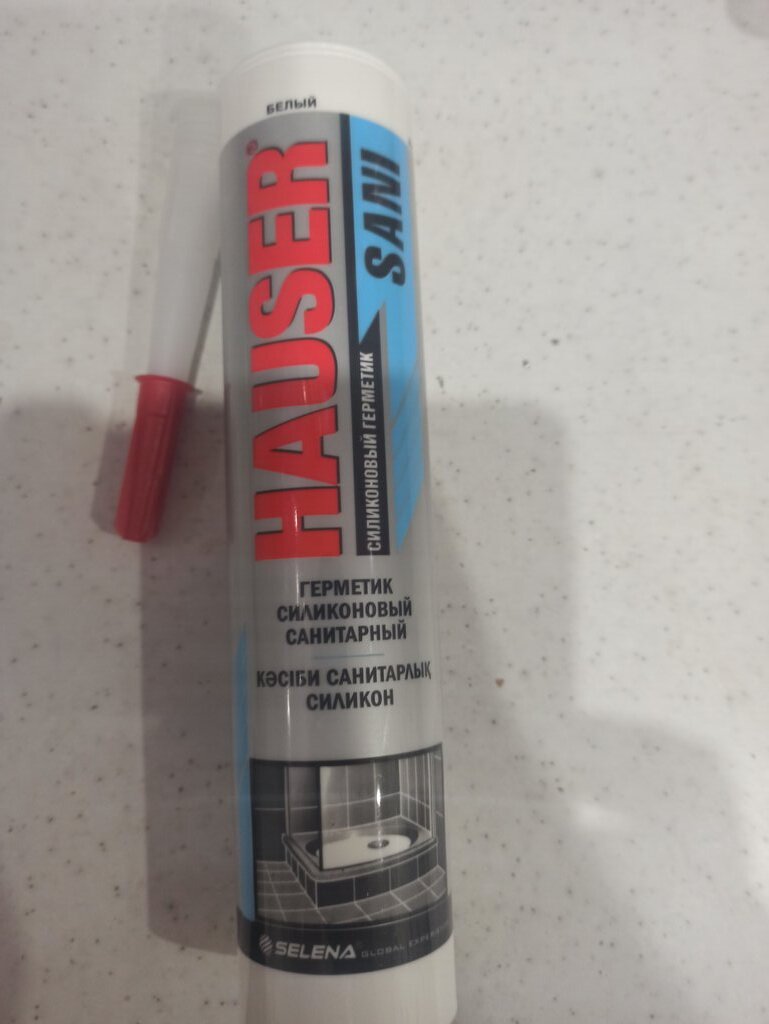 БЕЛЫЙ
HAUSER®
SANI
СИЛИКОНОВЫЙ ГЕРМЕТИК
ГЕРМЕТИК
СИЛИКОНОВЫЙ
САНИТАРНЫЙ
КӘСІБИ САНИТАРЛЫҚ
СИЛИКОН
SELENA GLOBAL